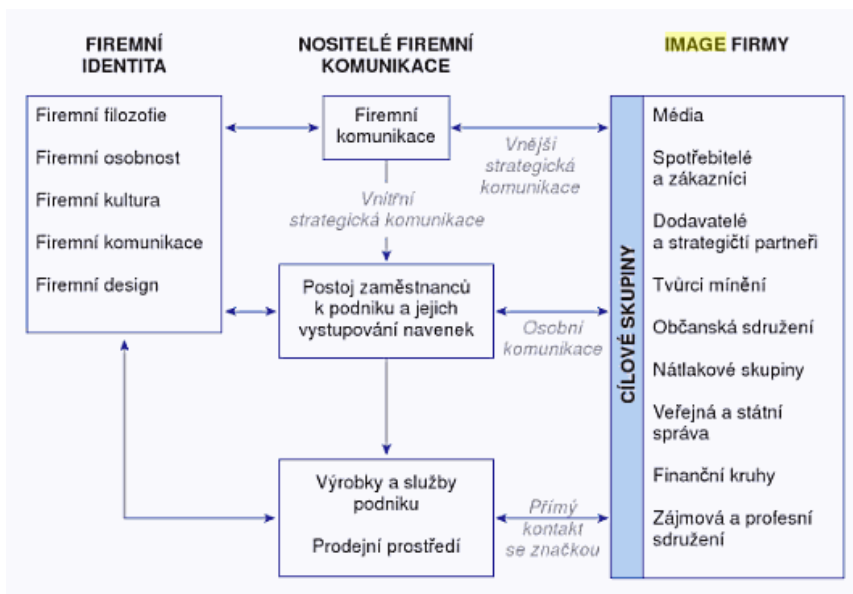 FIREMNÍ
IDENTITA
Firemní filozofie
Firemní osobnost
Firemní kultura
Firemní komunikace
Firemní design
NOSITELÉ FIREMNÍ
KOMUNIKACE
Firemní
komunikace
Vnitřní
strategická komunikace
Postoj zaměstnanců
k podniku a jejich
vystupování navenek
Výrobky a služby
podniku
Prodejní prostředí
Vnější
strategická
komunikace
Osobní
komunikace
Přímý
kontakt
se značkou
IMAGE FIRMY
CÍLOVÉ SKUPINY
Média
Spotřebitelé
a zákazníci
Dodavatelé
a strategičtí partneři
Tvůrci mínění
Občanská sdružení
Nátlakové skupiny
Veřejná a státní
správa
Finanční kruhy
Zájmová a profesní
sdružení